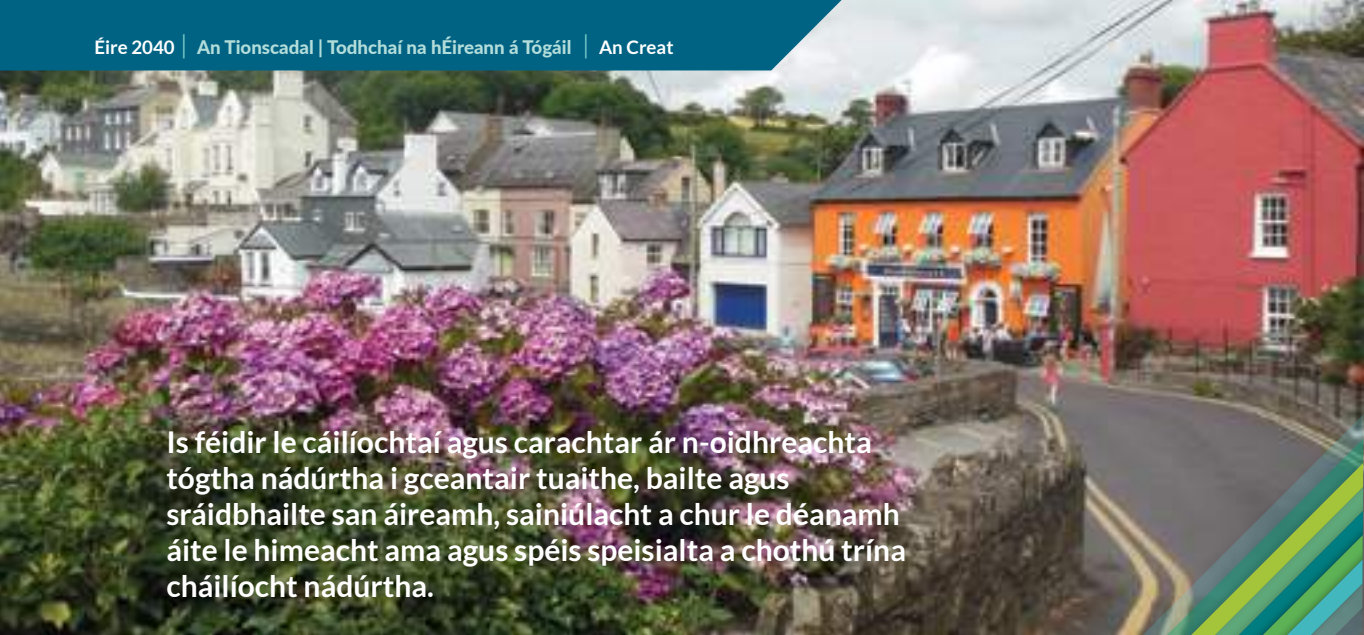 Éire 2040 | An Tionscadal | Todhchaí na hÉireann á Tógáil | An Creat
Is féidir le cáilíochtaí agus carachtar ár n-oidhreachta
tógtha nádúrtha i gceantair tuaithe, bailte agus
sráidbhailte san áireamh, sainiúlacht a chur le déanamh
áite le himeacht ama agus spéis speisialta a chothú trína
cháilíocht nádúrtha.